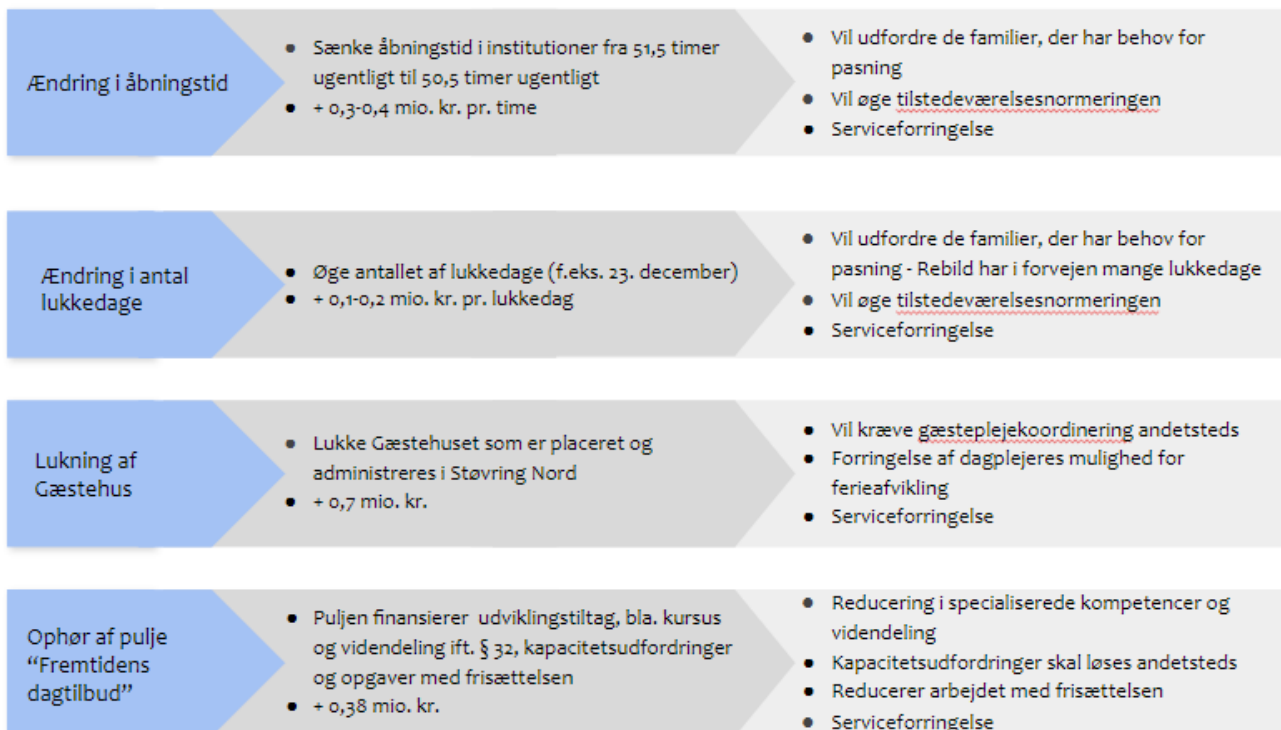 Ændring i åbningstid
● Sænke åbningstid i institutioner fra 51,5 timer
ugentligt til 50,5 timer ugentligt
● + 0,3-0,4 mio. kr. pr. time
● Vil udfordre de familier, der har behov for
pasning
● Vil øge tilstedeværelsesnormeringen
● Serviceforringelse
Ændring i antal
lukkedage
● Øge antallet af lukkedage (f.eks. 23. december)
● + 0,1-0,2 mio. kr. pr. lukkedag
● Vil udfordre de familier, der har behov for
pasning - Rebild har i forvejen mange lukkedage
● Vil øge tilstedeværelsesnormeringen
● Serviceforringelse
Lukning af
Gæstehus
● Lukke Gæstehuset som er placeret og
administreres i Støvring Nord
● + 0,7 mio. kr.
● Vil kræve gæsteplejekoordinering andetsteds
● Forringelse af dagplejeres mulighed for
ferieafvikling
● Serviceforringelse
Ophør af pulje
“Fremtidens
dagtilbud”
● Puljen finansierer udviklingstiltag, bla. kursus
og videndeling ift. § 32, kapacitetsudfordringer
og opgaver med frisættelsen
● + 0,38 mio. kr.
● Reducering i specialiserede kompetencer og
videndeling
● Kapacitetsudfordringer skal løses andetsteds
● Reducerer arbejdet med frisættelsen
● Serviceforringelse